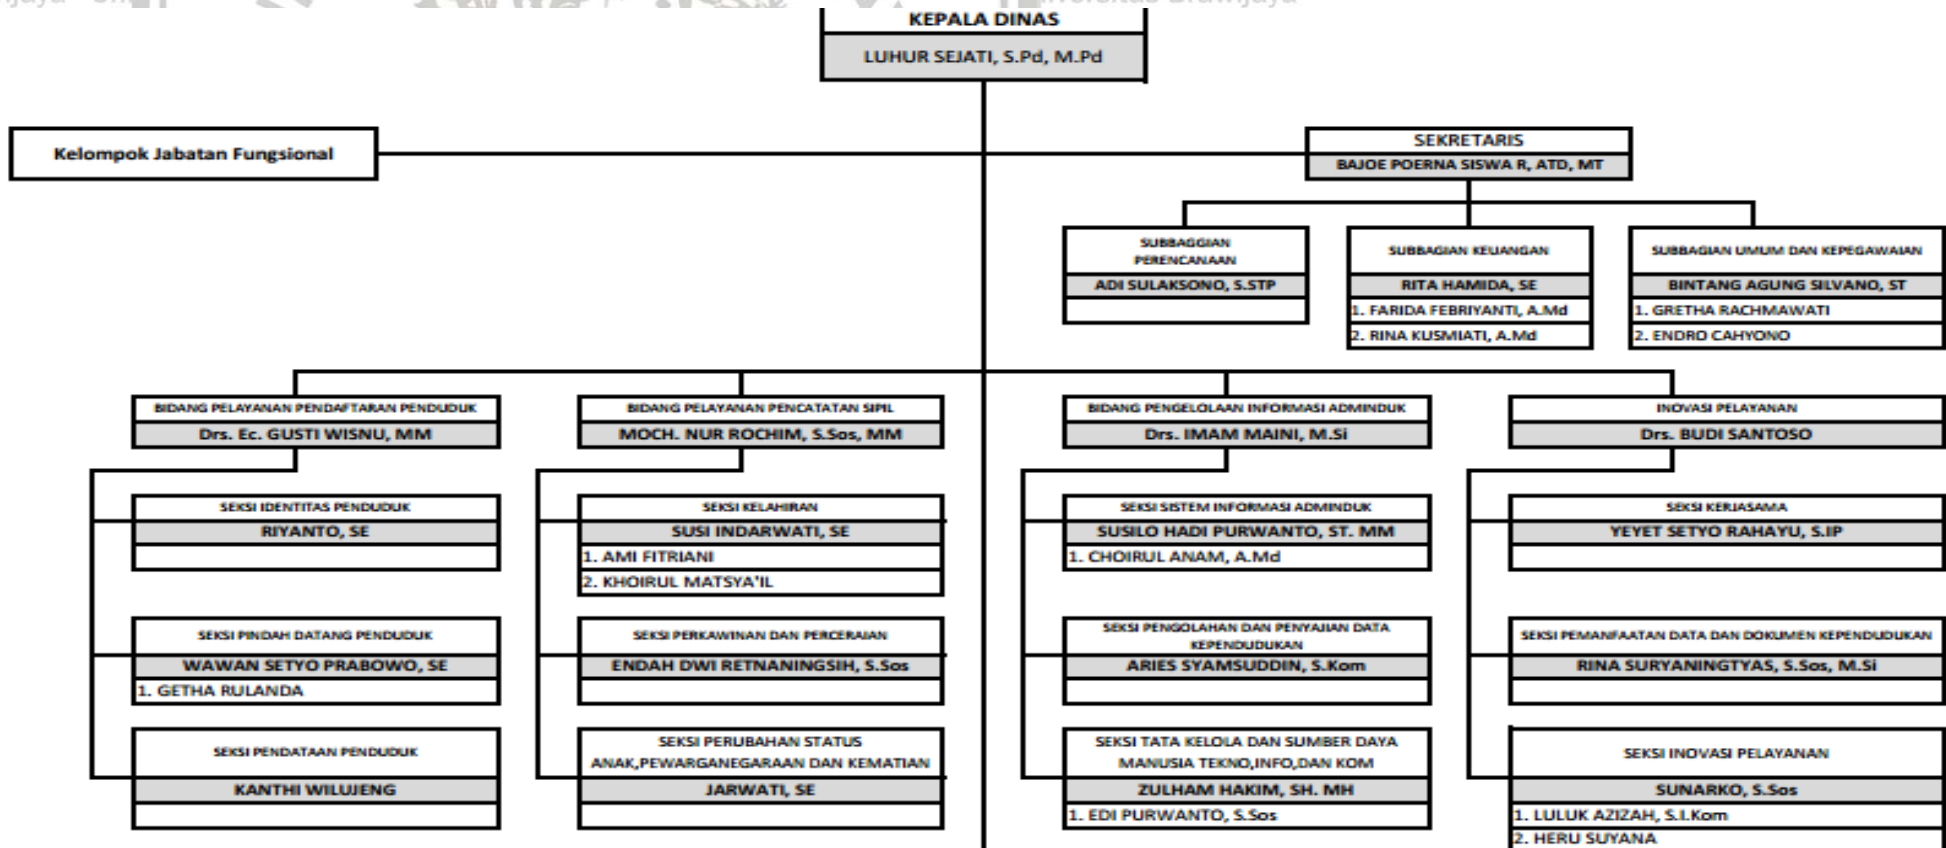 KEPALA DINAS
LUHUR SEJATI, S.Pd, M.Pd
Kelompok Jabatan Fungsional
SEKRETARIS
BAJOE POERNA SISWA R, ATD, MT
SUBBAGGIAN
PERENCANAAN
ADI SULAKSONO, S.STP
SUBBAGIAN KEUANGAN
RITA HAMIDA, SE
1. FARIDA FEBRIYANTI, A.Md
2. RINA KUSMIATI, A.Md
SUBBAGIAN UMUM DAN KEPEGAWAIAN
BINTANG AGUNG SILVANO, ST
1. GRETHA RACHMAWATI
2. ENDRO CAHYONO
BIDANG PELAYANAN PENDAFTARAN PENDUDUK
Drs. Ec. GUSTI WISNU, MM
SEKSI IDENTITAS PENDUDUK
RIYANTO, SE
SEKSI PINDAH DATANG PENDUDUK
WAWAN SETYO PRABOWO, SE
1. GETHA RULANDA
SEKSI PENDATAAN PENDUDUK
KANTHI WILUJENG
BIDANG PELAYANAN PENCATATAN SIPIL
MOCH. NUR ROCHIM, S.Sos, MM
SEKSI KELAHIRAN
SUSI INDARWATI, SE
1. AMI FITRIANI
2. KHOIRUL MATSYA'IL
SEKSI PERKAWINAN DAN PERCERAIAN
ENDAH DWI RETNANINGSIH, S.Sos
SEKSI PERUBAHAN STATUS
ANAK,PEWARGANEGARAAN DAN KEMATIAN
JARWATI, SE
BIDANG PENGELOLAAN INFORMASI ADMINDUK
Drs. IMAM MAINI, M.Si
SEKSI SISTEM INFORMASI ADMINDUK
SUSILO HADI PURWANTO, ST. MM
1. CHOIRUL ANAM, A.Md
SEKSI PENGOLAHAN DAN PENYAJIAN DATA
KEPENDUDUKAN
ARIES SYAMSUDDIN, S.Kom
SEKSI TATA KELOLA DAN SUMBER DAYA
MANUSIA TEKNO,INFO,DAN KOM
ZULHAM HAKIM, SH. MH
1. EDI PURWANTO, S.Sos
INOVASI PELAYANAN
Drs. BUDI SANTOSO
SEKSI KERJASAMA
YEYET SETYO RAHAYU, S.IP
SEKSI PEMANFAATAN DATA DAN DOKUMEN KEPENDUDUKAN
RINA SURYANINGTYAS, S.Sos, M.Si
SEKSI INOVASI PELAYANAN
SUNARKO, S.Sos
1. LULUK AZIZAH, S.I.Kom
2. HERU SUYANA